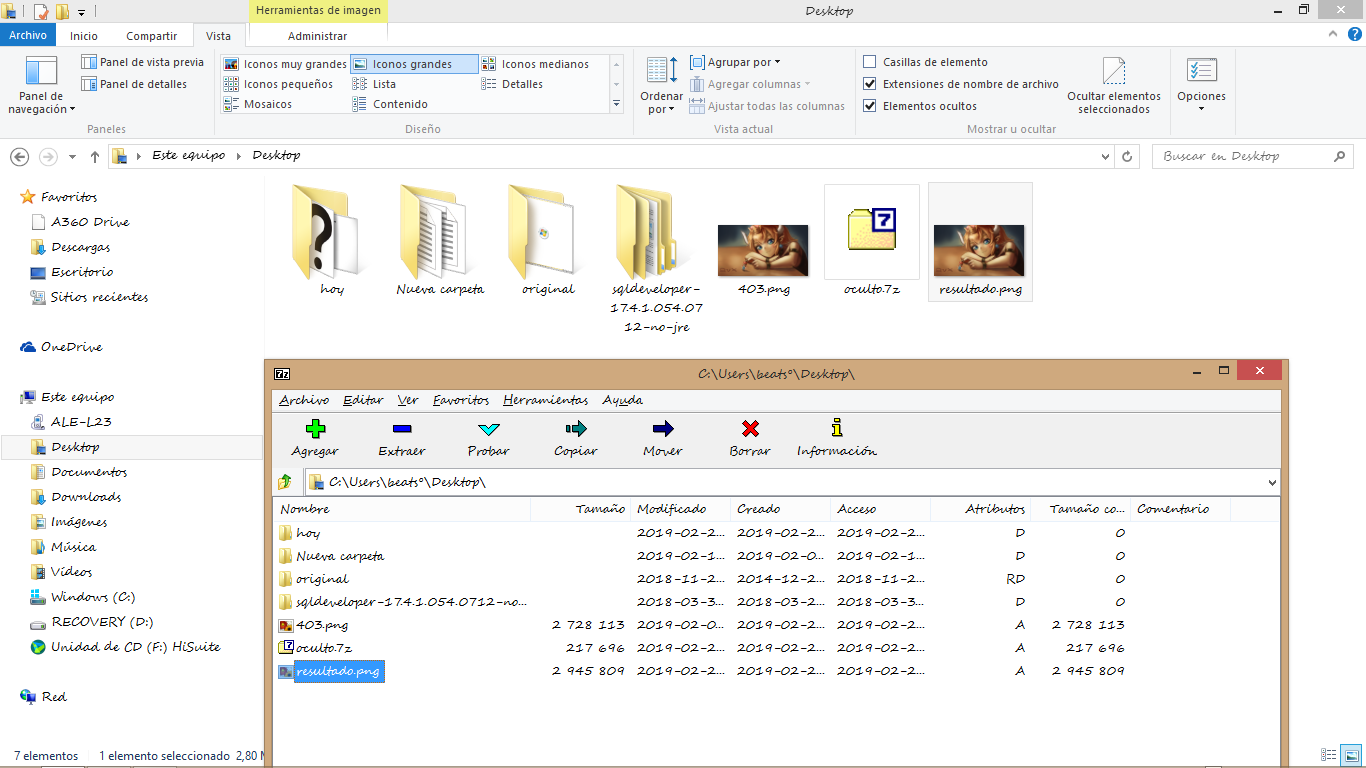 Herramientas de imagen
Desktop
Archivo Inicio Compartir Vista Administrar
Panel de navegación
Panel de vista previa
Panel de detalles
Paneles
Iconos muy grandes Iconos grandes Iconos medianos
Iconos pequeños Lista Detalles
Mosaicos Contenido
Diseño
Ordenar por
Agrupar por
Agregar columnas
Ajustar todas las columnas
Vista actual
Casillas de elemento
Extensiones de nombre de archivo
Elementos ocultos
Ocultar elementos seleccionados
Mostrar u ocultar
Opciones
Este equipo Desktop
Buscar en Desktop
Favoritos
A360 Drive
Descargas
Escritorio
Sitios recientes
OneDrive
Este equipo
ALE-L23
Desktop
Documentos
Downloads
Imágenes
Música
Vídeos
Windows (C:)
RECOVERY (D:)
Unidad de CD (F:) HiSuite
Red
hoy
Nueva carpeta
original
sqldeveloper-
17.4.1.054.07
12-no-jre
403.png
oculto.7z
resultado.png
7z
C:\Users\beats°\Desktop\
Archivo Editar Ver Favoritos Herramientas Ayuda
Agregar Extraer Probar Copiar Mover Borrar Información
C:\Users\beats°\Desktop\
Nombre Tamaño Modificado Creado Acceso Atributos Tamaño co... Comentario
hoy 2019-02-2... 2019-02-2... 2019-02-2... D 0
Nueva carpeta 2019-02-1... 2019-02-0... 2019-02-1... D 0
original 2018-11-2... 2014-12-2... 2018-11-2... RD 0
sqldeveloper-17.4.1.054.0712-no... 2018-03-3... 2018-03-2... 2018-03-3... D 0
403.png 2 728 113 2019-02-0... 2019-02-2... 2019-02-2... A 2 728 113
oculto.7z 217 696 2019-02-2... 2019-02-2... 2019-02-2... A 217 696
resultado.png 2 945 809 2019-02-2... 2019-02-2... 2019-02-2... A 2 945 809
7 elementos 1 elemento seleccionado 2,80 M